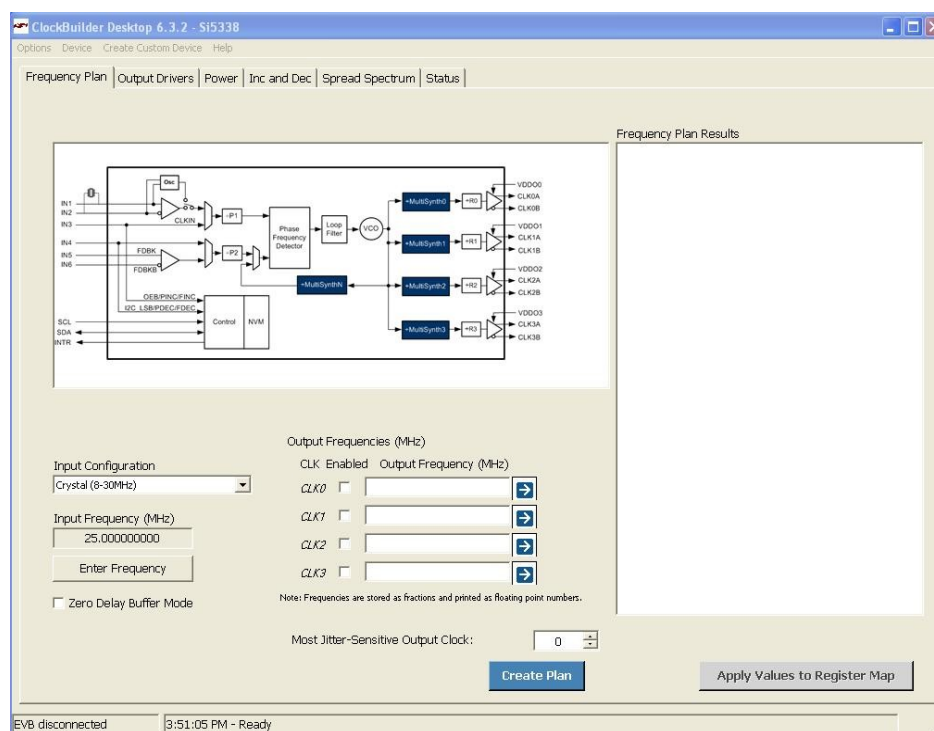 ClockBuilder Desktop 6.3.2 - Si5338
Options Device Create Custom Device Help
Frequency Plan Output Drivers Power Inc and Dec Spread Spectrum Status
Frequency Plan Results
Osc
IN1
IN2
IN3
CLKIN
÷P1
IN4
IN5
IN6
FDBK
FDBKB
÷P2
Phase Frequency Detector
Loop Filter
VCO
÷MultiSynthN
÷MultiSynth0
÷R0
VDDO0
CLK0A
CLK0B
÷MultiSynth1
÷R1
VDDO1
CLK1A
CLK1B
÷MultiSynth2
÷R2
VDDO2
CLK2A
CLK2B
÷MultiSynth3
÷R3
VDDO3
CLK3A
CLK3B
OEB/PINC/FINC
I2C_LSB/PDEC/FDEC
SCL
SDA
INTR
Control
NVM
Output Frequencies (MHz)
Input Configuration
CLK Enabled Output Frequency (MHz)
Crystal (8-30MHz)
CLK0
Input Frequency (MHz)
CLK1
25.000000000
CLK2
Enter Frequency
CLK3
Zero Delay Buffer Mode
Note: Frequencies are stored as fractions and printed as floating point numbers.
Most Jitter-Sensitive Output Clock: 0
Create Plan
Apply Values to Register Map
EVB disconnected 3:51:05 PM - Ready